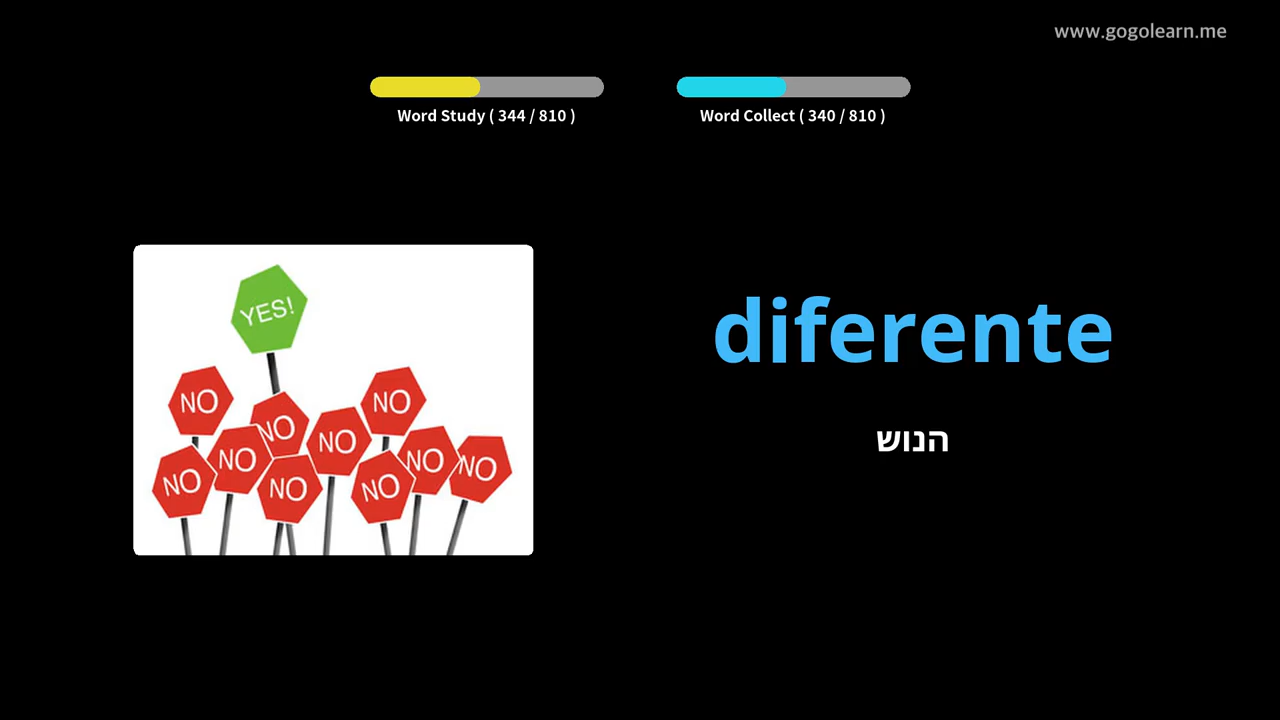 www.gogolearn.me
Word Study ( 344 / 810 )
Word Collect ( 340 / 810 )
YES!
NO
NO
NO
NO
NO
NO
NO
NO
NO
NO
diferente
הנוש